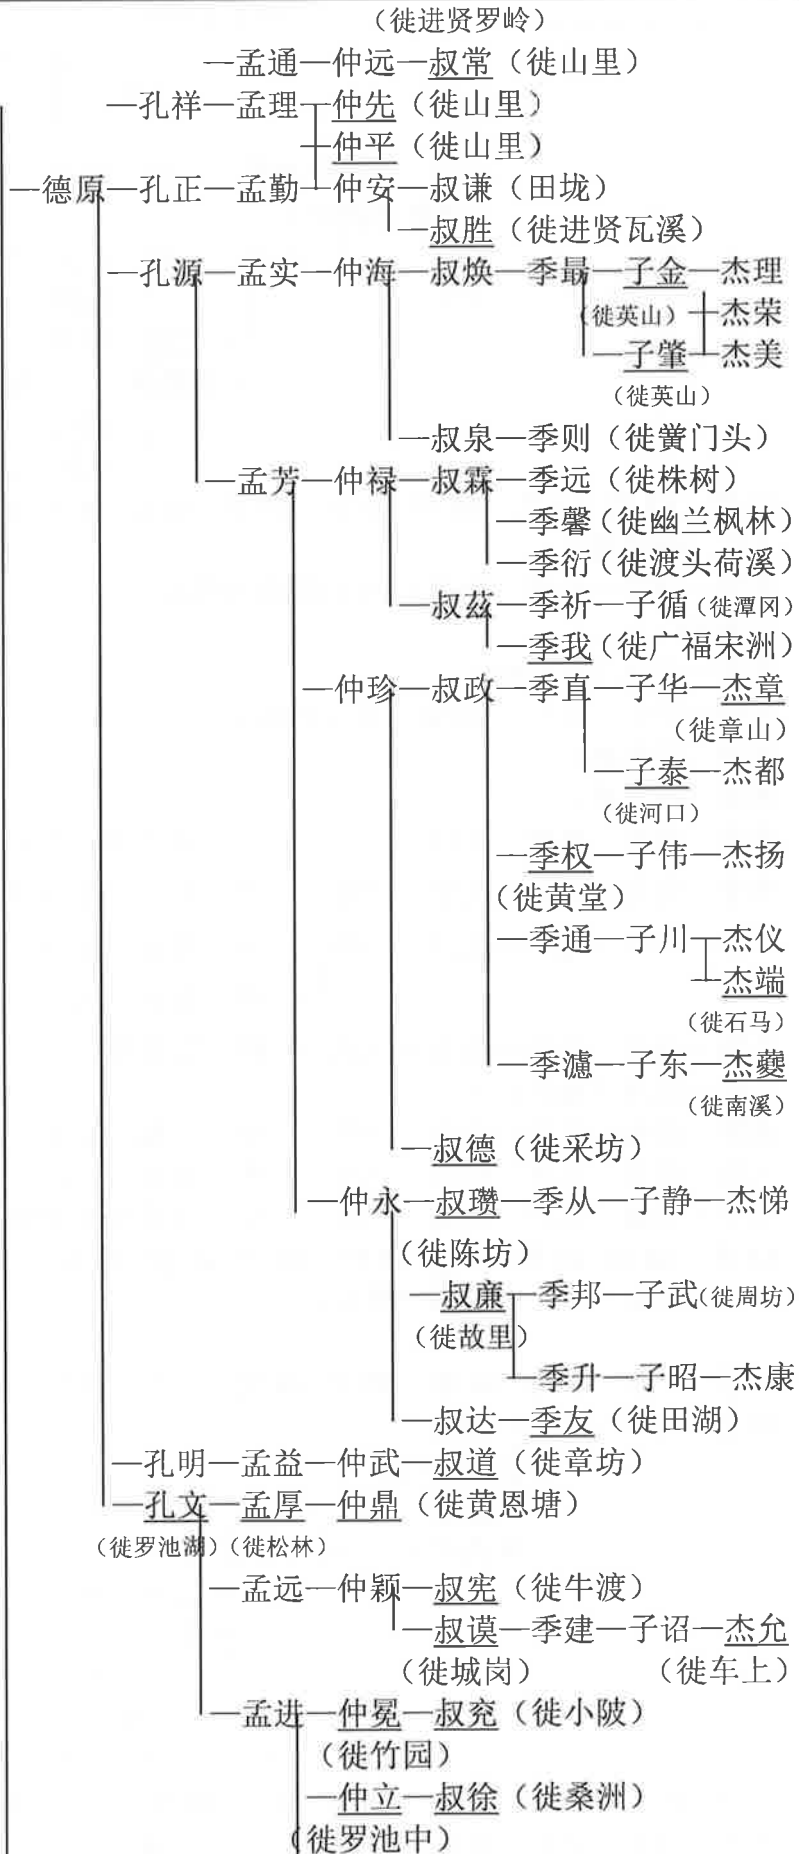 （徙进贤罗岭）
孟通—仲远—叔常（徙山里）
孔祥—孟理—仲先（徙山里）
仲平（徙山里）
德原—孔正—孟勤—仲安—叔谦（田垅）
叔胜（徙进贤瓦溪）
孔源—孟实—仲海—叔焕—季最—子金—杰理
（徙英山）杰荣
子肇—杰美
（徙英山）
叔泉—季则（徙黉门头）
孟芳—仲禄—叔霖—季远（徙株树）
季馨（徙幽兰枫林）
季衍（徙渡头荷溪）
叔兹—季祈—子循（徙潭冈）
季我（徙广福宋洲）
仲珍—叔政—季直—子华—杰章
（徙章山）
子泰—杰都
（徙河口）
季权—子伟—杰扬
（徙黄堂）
季通—子川—杰仪
杰端
（徙石马）
季濾—子东—杰夔
（徙南溪）
叔德（徙采坊）
仲永—叔瓒—季从—子静—杰悌
（徙陈坊）
叔廉—季邦—子武（徙周坊）
（徙故里）
季升—子昭—杰康
叔达—季友（徙田湖）
孔明—孟益—仲武—叔道（徙章坊）
孔文—孟厚—仲鼎（徙黄恩塘）
（徙罗池湖）（徙松林）
孟远—仲颖—叔宪（徙牛渡）
叔谟—季建—子诏—杰允
（徙城岗）（徙车上）
孟进—仲冕—叔兖（徙小陂）
（徙竹园）
仲立—叔徐（徙桑洲）
（徙罗池中）